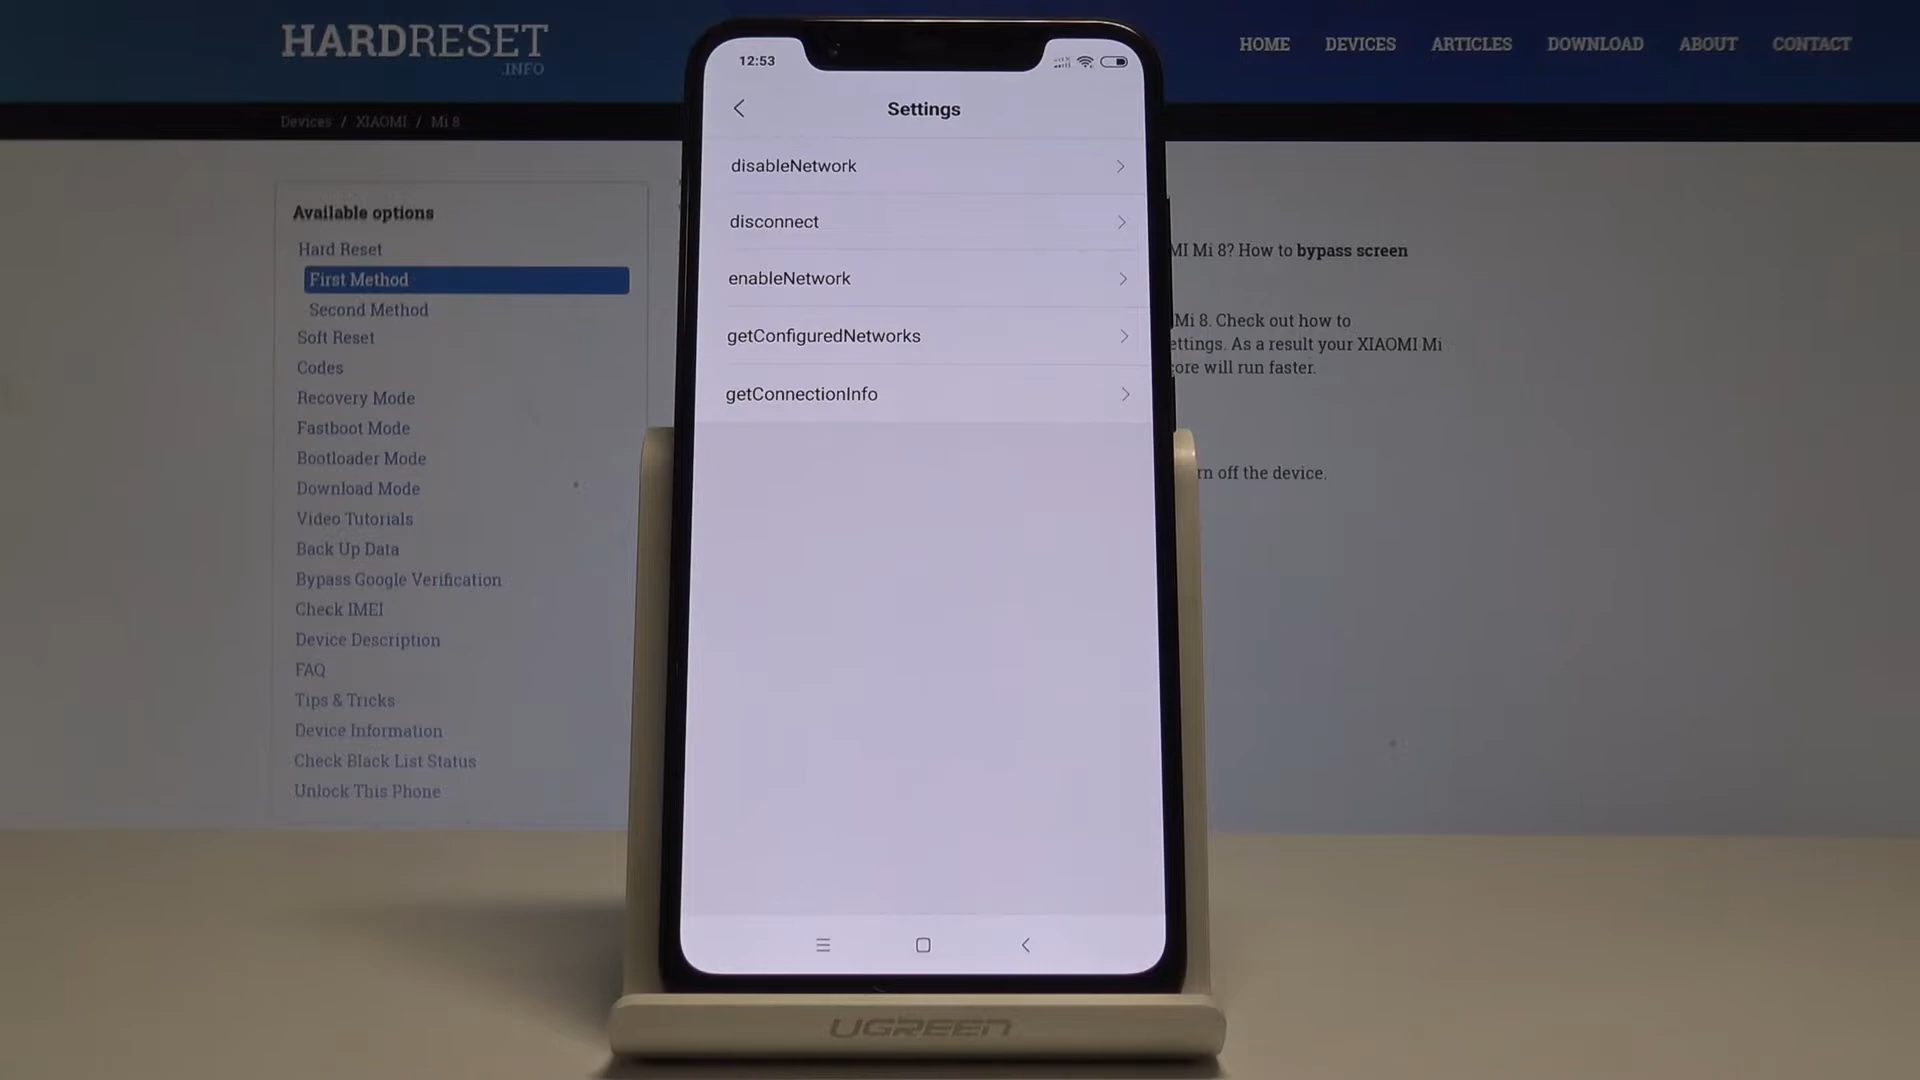 HARDRESET
.INFO
HOME DEVICES ARTICLES DOWNLOAD ABOUT CONTACT
Devices / XIAOMI / Mi 8
Available options
Hard Reset
First Method
Second Method
Soft Reset
Codes
Recovery Mode
Fastboot Mode
Bootloader Mode
Download Mode
Video Tutorials
Back Up Data
Bypass Google Verification
Check IMEI
Device Description
FAQ
Tips & Tricks
Device Information
Check Black List Status
Unlock This Phone
12:53
Settings
disableNetwork
disconnect
enableNetwork
getConfiguredNetworks
getConnectionInfo
MI Mi 8? How to bypass screen
Mi 8. Check out how to
ettings. As a result your XIAOMI Mi
ore will run faster.
rn off the device.
UGREEN